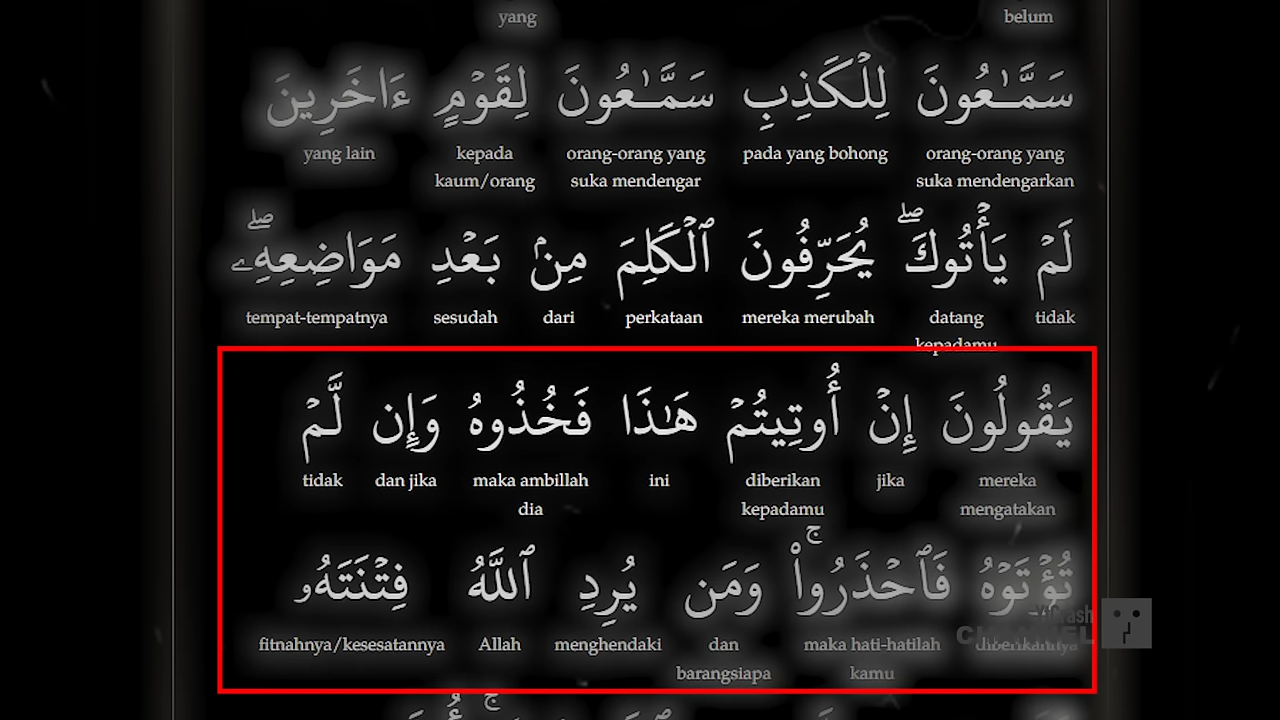 yang belum
سَمَّـٰعُونَ لِلْكَذِبِ سَمَّـٰعُونَ لِقَوْمٍ ءَاخَرِينَ
yang lain kepada orang-orang yang pada yang bohong orang-orang yang
kaum/orang suka mendengar suka mendengarkan
لَمْ يَأْتُوكَ ۖ يُحَرِّفُونَ ٱلْكَلِمَ مِنۢ بَعْدِ مَوَاضِعِهِۦ ۖ
tempat-tempatnya sesudah dari perkataan mereka merubah datang tidak
kepadamu
يَقُولُونَ إِنْ أُوتِيتُمْ هَـٰذَا فَخُذُوهُ وَإِن لَّمْ
tidak dan jika maka ambillah ini diberikan jika mereka
dia kepadamu mengatakan
تُؤْتَوْهُ فَٱحْذَرُوا۟ ۚ وَمَن يُرِدِ ٱللَّهُ فِتْنَتَهُۥ
fitnahnya/kesesatannya Allah menghendaki dan maka hati-hatilah diberikannya
barangsiapa kamu
CHANNEL